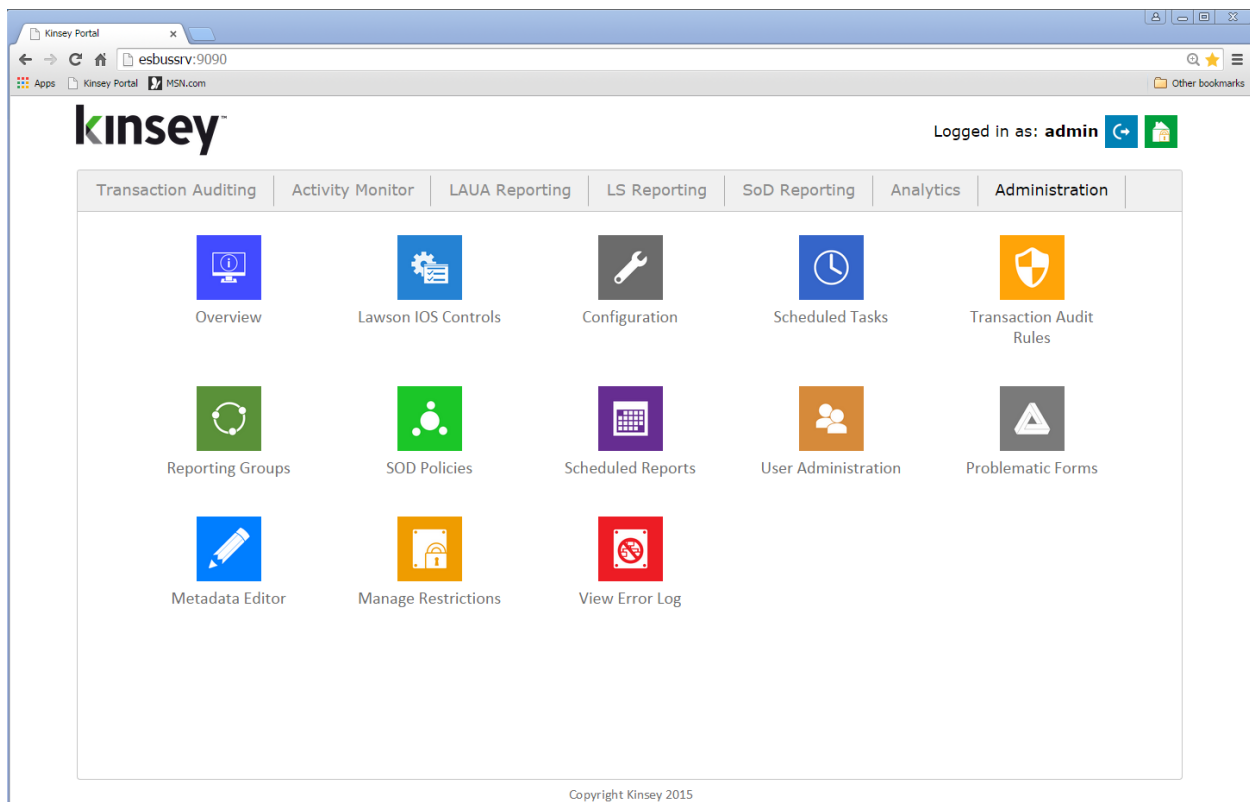 Kinsey Portal
esbussrv:9090
Apps Kinsey Portal MSN.com Other bookmarks
kinsey™
Logged in as: admin
Transaction Auditing Activity Monitor LAUA Reporting LS Reporting SoD Reporting Analytics Administration
Overview Lawson IOS Controls Configuration Scheduled Tasks Transaction Audit
Rules
Reporting Groups SOD Policies Scheduled Reports User Administration Problematic Forms
Metadada Editor Manage Restrictions View Error Log
Copyright Kinsey 2015